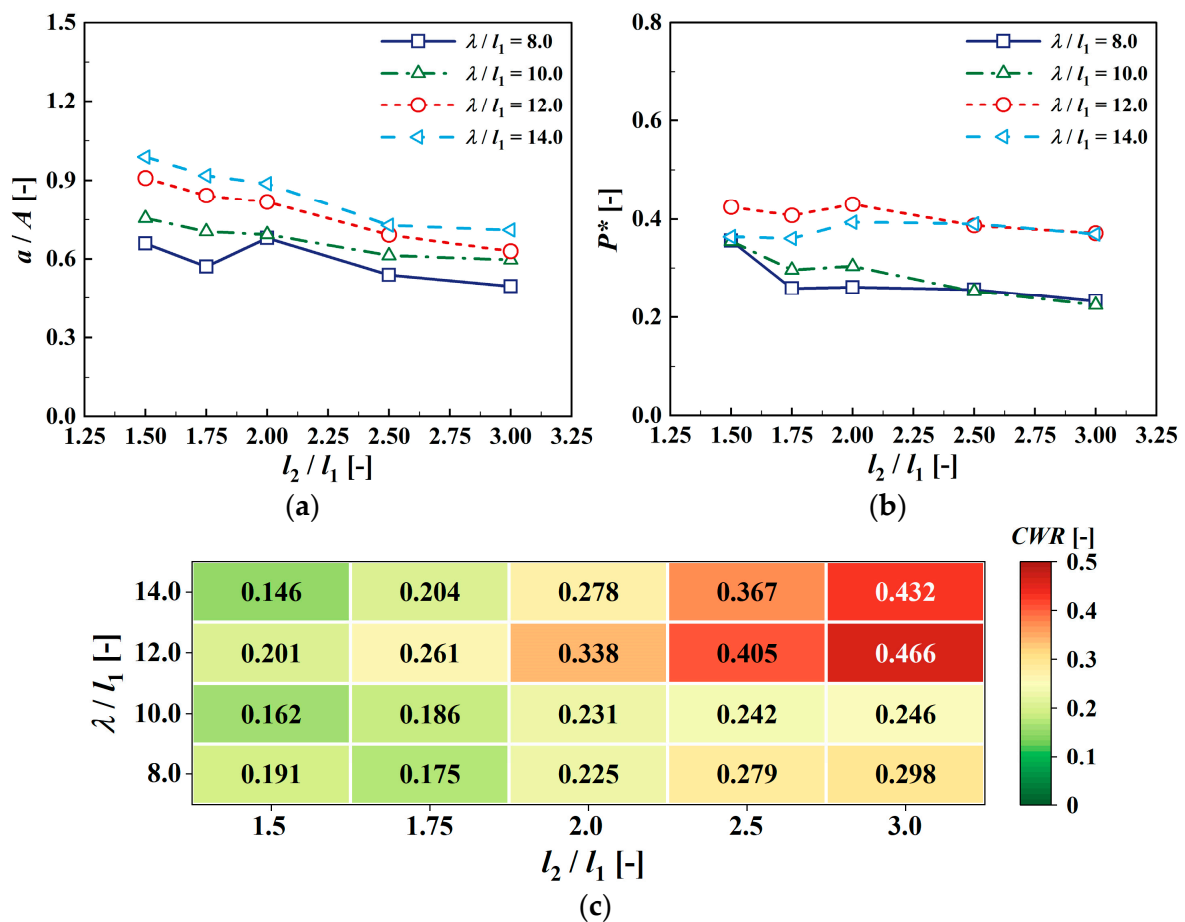 1.5
1.2
0.9
0.6
0.3
0.0
a / A [-]
λ / l₁ = 8.0
λ / l₁ = 10.0
λ / l₁ = 12.0
λ / l₁ = 14.0
1.25 1.50 1.75 2.00 2.25 2.50 2.75 3.00 3.25
l₂ / l₁ [-]
(a)
0.8
0.6
0.4
0.2
0.0
P* [-]
λ / l₁ = 8.0
λ / l₁ = 10.0
λ / l₁ = 12.0
λ / l₁ = 14.0
1.25 1.50 1.75 2.00 2.25 2.50 2.75 3.00 3.25
l₂ / l₁ [-]
(b)
CWR [-]
0.5
0.4
0.3
0.2
0.1
0
λ / l₁ [-]
14.0 0.146 0.204 0.278 0.367 0.432
12.0 0.201 0.261 0.338 0.405 0.466
10.0 0.162 0.186 0.231 0.242 0.246
8.0 0.191 0.175 0.225 0.279 0.298
1.5 1.75 2.0 2.5 3.0
l₂ / l₁ [-]
(c)